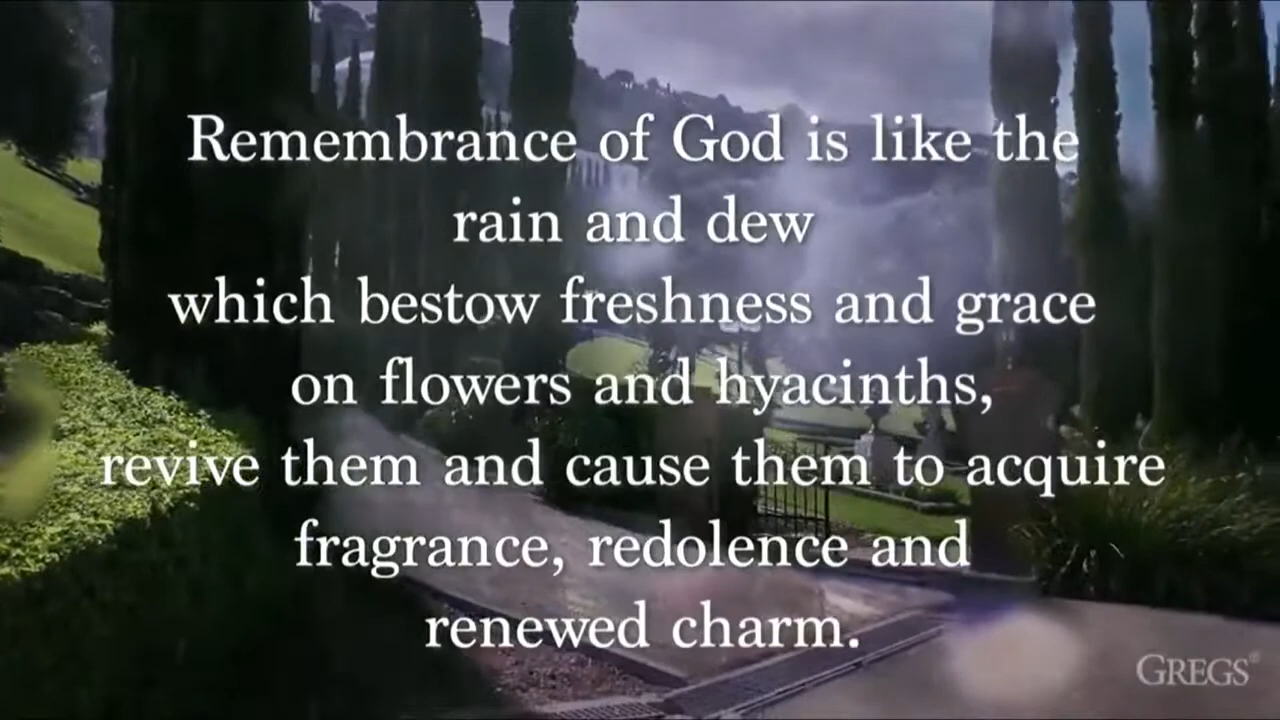 Remembrance of God is like the
rain and dew
which bestow freshness and grace
on flowers and hyacinths,
revive them and cause them to acquire
fragrance, redolence and
renewed charm.
GREGS®